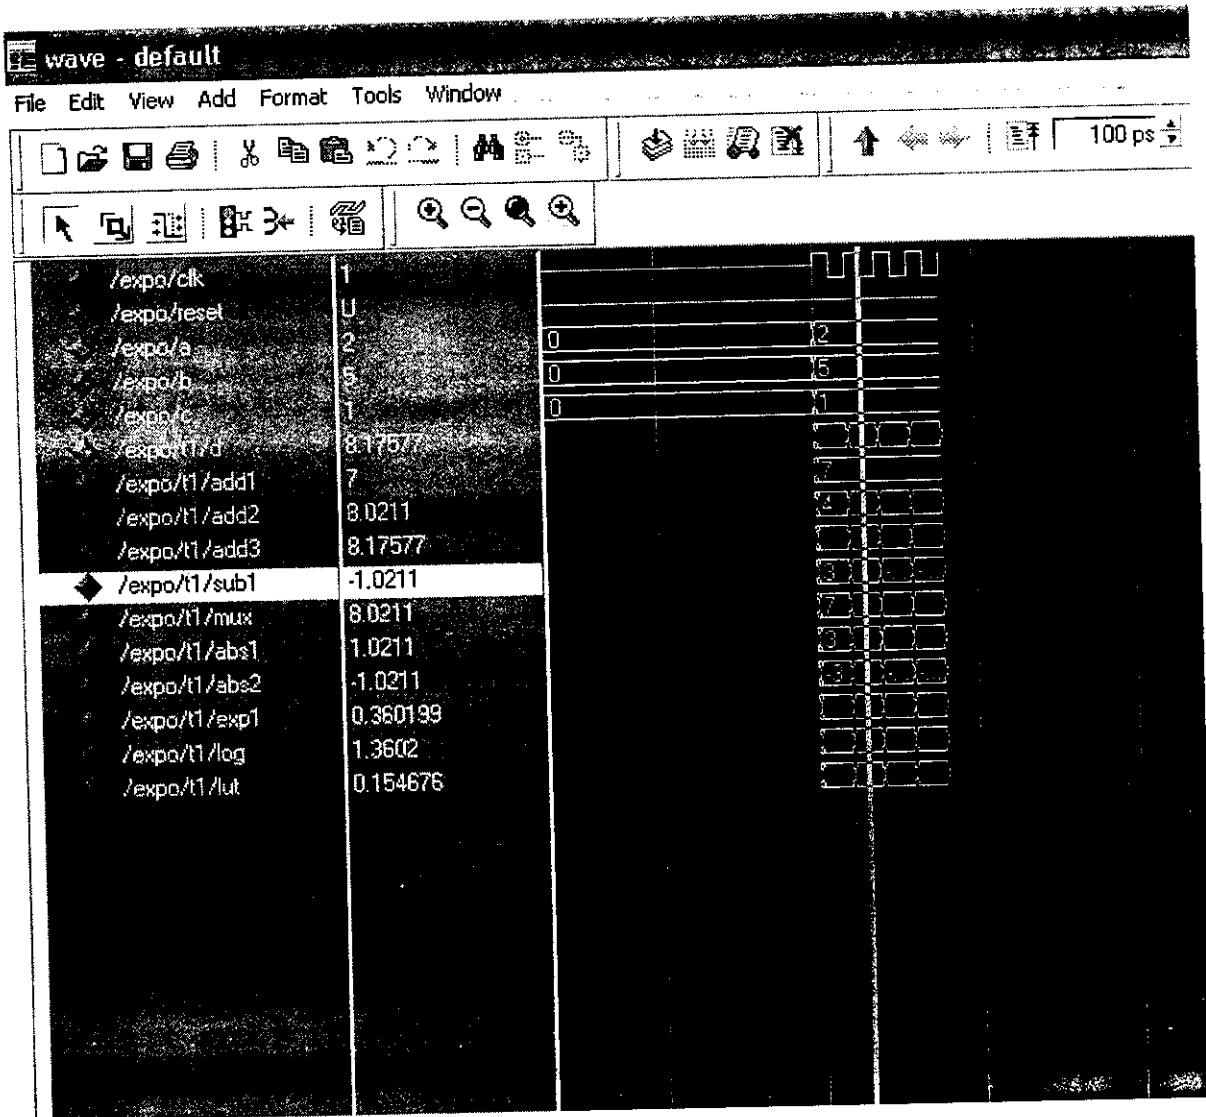 wave - default
File Edit View Add Format Tools Window
100 ps
/expo/clk 1
/expo/reset U
/expo/a 2 0 2
/expo/b 5 0 5
/expo/c 1 0 1
/expo/t1/d 8.17577
/expo/t1/add1 7 7
/expo/t1/add2 8.0211
/expo/t1/add3 8.17577
/expo/t1/sub1 -1.0211
/expo/t1/mux 8.0211 7
/expo/t1/abs1 1.0211
/expo/t1/abs2 -1.0211
/expo/t1/exp1 0.360199
/expo/t1/log 1.3602
/expo/t1/lut 0.154676